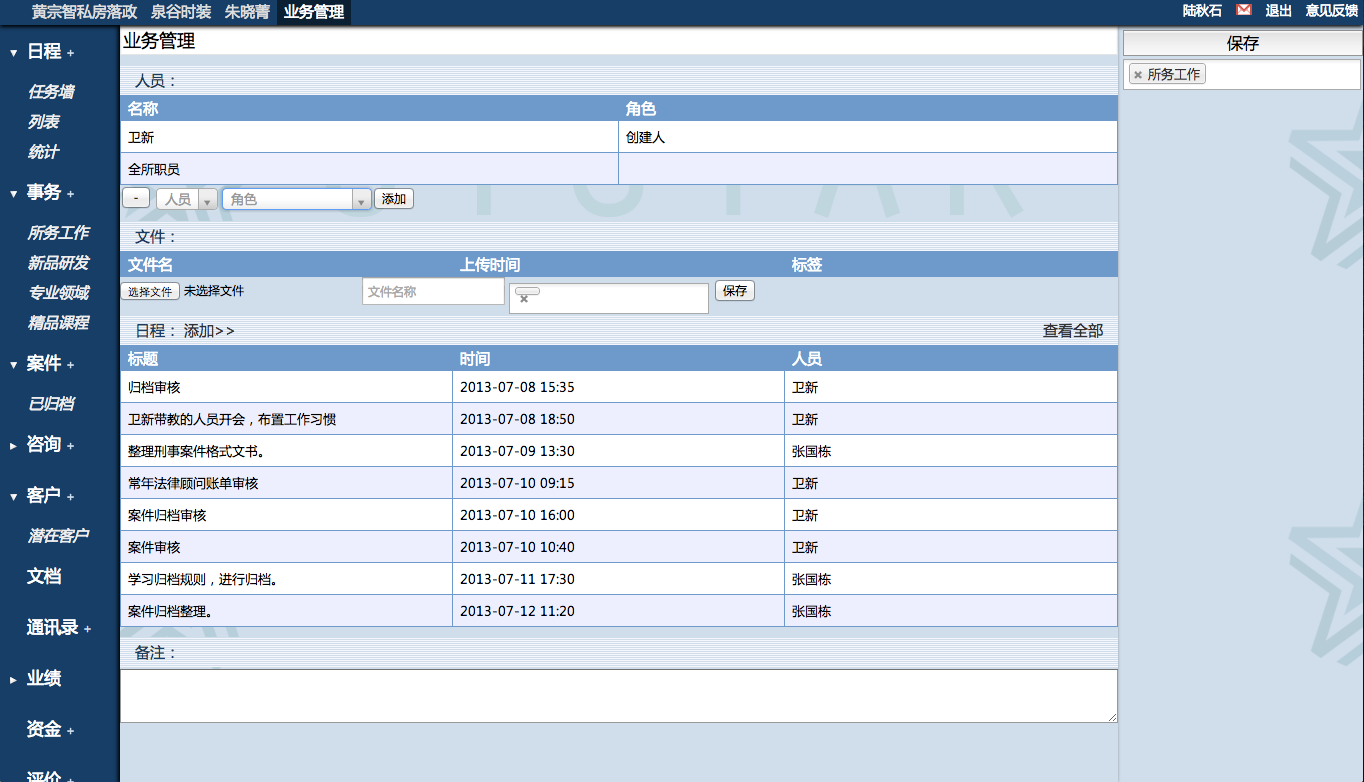 黄宗智私房落政 泉谷时装 朱晓菁 业务管理 陆秋石 退出 意见反馈
日程 +
任务墙
列表
统计
事务 +
所务工作
新品研发
专业领域
精品课程
案件 +
已归档
咨询 +
客户 +
潜在客户
文档
通讯录 +
业绩
资金 +
评价 +
业务管理
人员：
名称 角色
卫新 创建人
全所职员
- 人员 角色 添加
文件：
文件名 上传时间 标签
选择文件 未选择文件 文件名称 保存
日程： 添加>> 查看全部
标题 时间 人员
归档审核 2013-07-08 15:35 卫新
卫新带教的人员开会，布置工作习惯 2013-07-08 18:50 卫新
整理刑事案件格式文书。 2013-07-09 13:30 张国栋
常年法律顾问账单审核 2013-07-10 09:15 卫新
案件归档审核 2013-07-10 16:00 卫新
案件审核 2013-07-10 10:40 卫新
学习归档规则，进行归档。 2013-07-11 17:30 张国栋
案件归档整理。 2013-07-12 11:20 张国栋
备注：
保存
所务工作